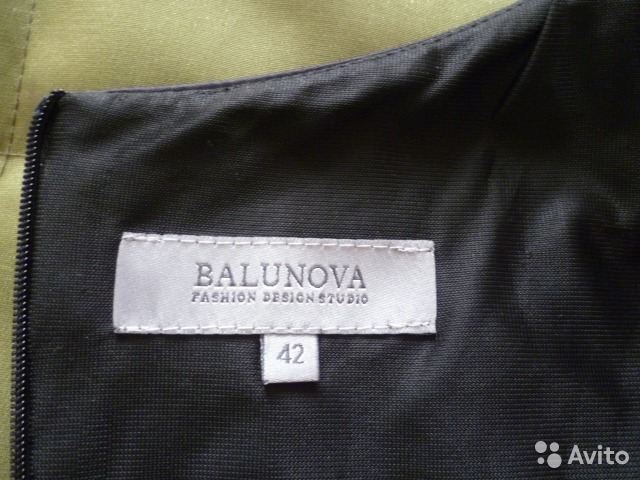 BALUNOVA
FASHION DESIGN STUDIO
42
Avito